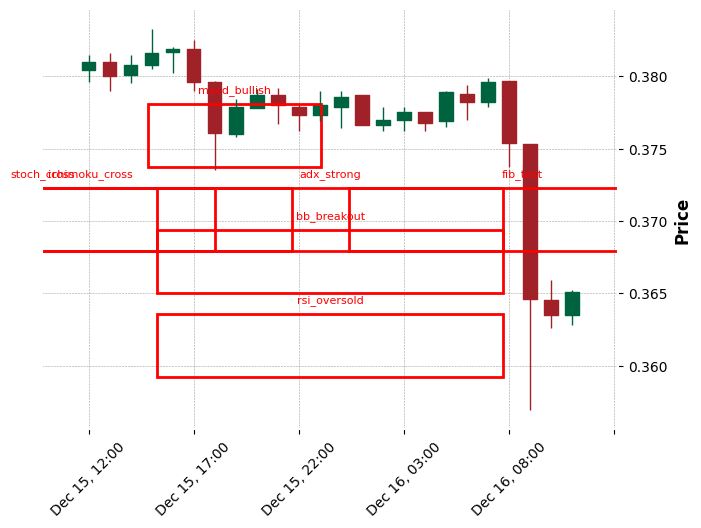 0.380
macd_bullish
0.375
stoch_cross
ichimoku_cross
adx_strong
fib_test
0.370
bb_breakout
Price
0.365
rsi_oversold
0.360
Dec 15, 12:00
Dec 15, 17:00
Dec 15, 22:00
Dec 16, 03:00
Dec 16, 08:00